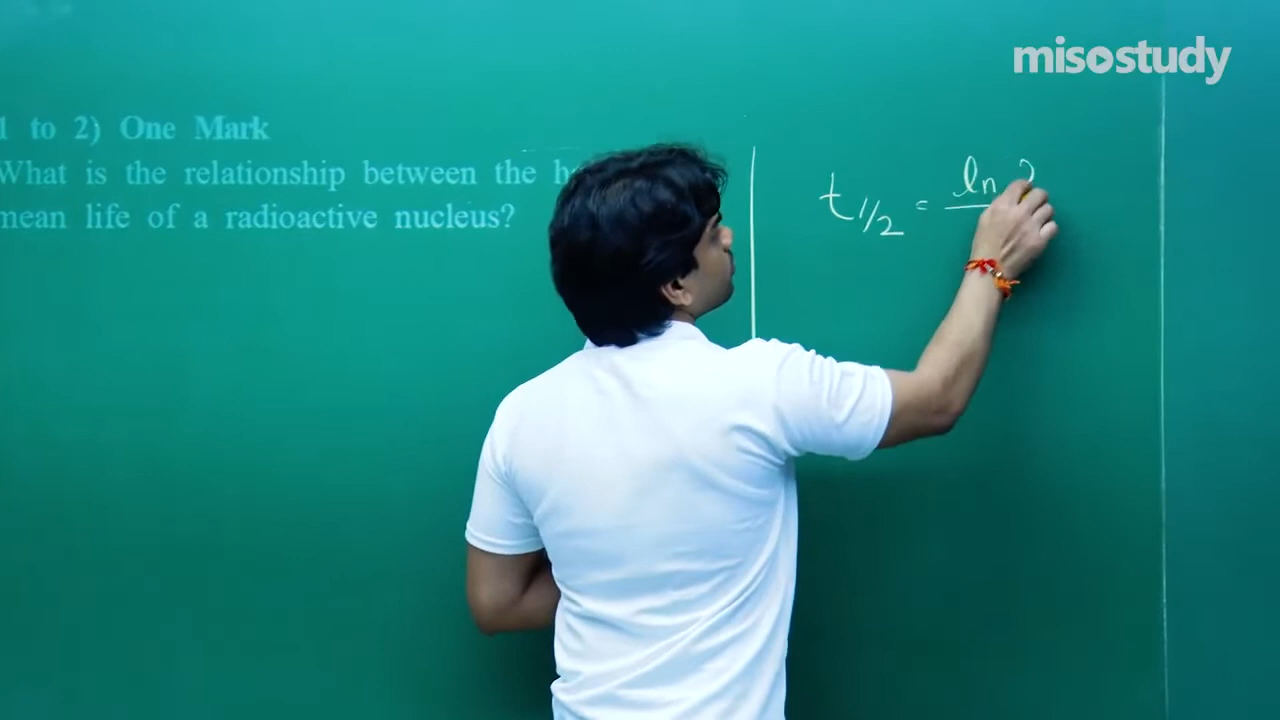 misostudy
1 to 2) One Mark
What is the relationship between the
mean life of a radioactive nucleus?
t1/2 = ln 2